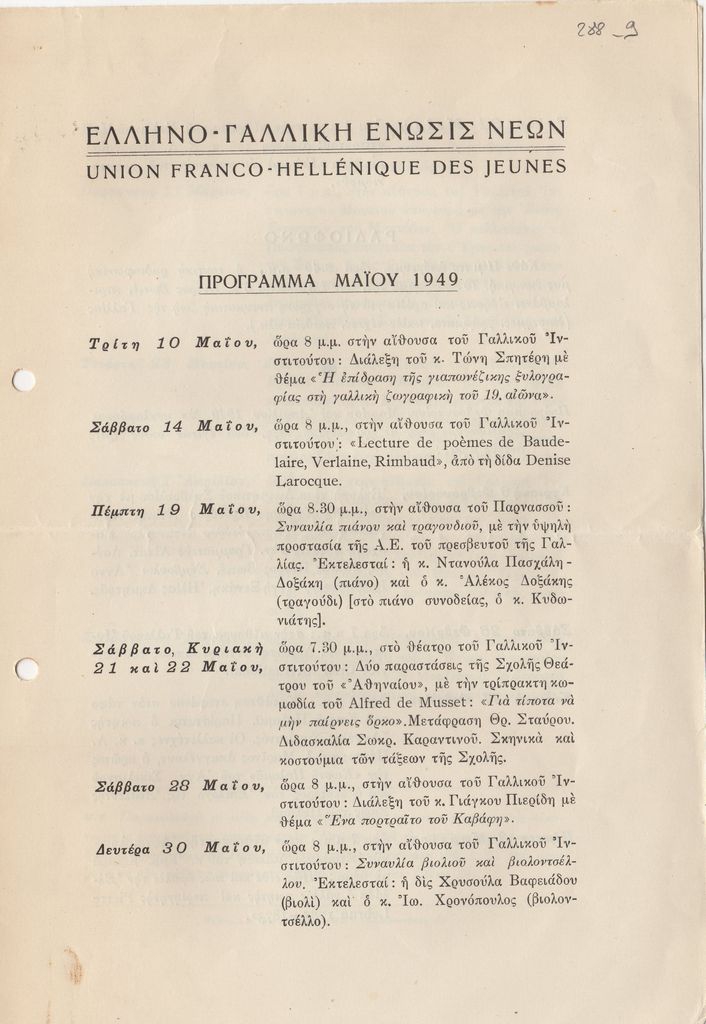 288_9
ΕΛΛΗΝΟ-ΓΑΛΛΙΚΗ ΕΝΩΣΙΣ ΝΕΩΝ
UNION FRANCO-HELLÉNIQUE DES JEUNES
ΠΡΟΓΡΑΜΜΑ ΜΑΪΟΥ 1949
Τρίτη 10 Μαΐου, ὥρα 8 μ.μ. στὴν αἴθουσα τοῦ Γαλλικοῦ Ἰν-
στιτούτου: Διάλεξη τοῦ κ. Τώνη Σπητέρη μὲ
θέμα «Ἡ ἐπίδραση τῆς γιαπωνέζικης ξυλογρα-
φίας στὴ γαλλικὴ ζωγραφικὴ τοῦ 19. αἰῶνα».
Σάββατο 14 Μαΐου, ὥρα 8 μ.μ., στὴν αἴθουσα τοῦ Γαλλικοῦ Ἰν-
στιτούτου: «Lecture de poèmes de Baude-
laire, Verlaine, Rimbaud», ἀπὸ τὴ δίδα Denise
Larocque.
Πέμπτη 19 Μαΐου, ὥρα 8.30 μ.μ., στὴν αἴθουσα τοῦ Παρνασσοῦ:
Συναυλία πιάνου καὶ τραγουδιοῦ, μὲ τὴν ὑψηλὴ
προστασία τῆς Α.Ε. τοῦ πρεσβευτοῦ τῆς Γαλ-
λίας. Ἐκτελεσταί: ἡ κ. Ντανούλα Πασχάλη-
Δοξάκη (πιάνο) καὶ ὁ κ. Ἀλέκος Δοξάκης
(τραγούδι) [στὸ πιάνο συνοδείας, ὁ κ. Κυδω-
νιάτης].
Σάββατο, Κυριακὴ ὥρα 7.30 μ.μ., στὸ θέατρο τοῦ Γαλλικοῦ Ἰν-
21 καὶ 22 Μαΐου, στιτούτου: Δύο παραστάσεις τῆς Σχολῆς Θεά-
τρου τοῦ «Ἀθηναίου», μὲ τὴν τρίπρακτη κω-
μωδία τοῦ Alfred de Musset: «Γιὰ τίποτα νὰ
μὴν παίρνεις ὅρκο». Μετάφραση Θρ. Σταύρου.
Διδασκαλία Σωκρ. Καραντινοῦ. Σκηνικὰ καὶ
κοστούμια τῶν τάξεων τῆς Σχολῆς.
Σάββατο 28 Μαΐου, ὥρα 8 μ.μ., στὴν αἴθουσα τοῦ Γαλλικοῦ Ἰν-
στιτούτου: Διάλεξη τοῦ κ. Γιάγκου Πιερίδη μὲ
θέμα «Ἕνα πορτραῖτο τοῦ Καβάφη».
Δευτέρα 30 Μαΐου, ὥρα 8 μ.μ., στὴν αἴθουσα τοῦ Γαλλικοῦ Ἰν-
στιτούτου: Συναυλία βιολιοῦ καὶ βιολοντσέλ-
λου. Ἐκτελεσταί: ἡ δὶς Χρυσούλα Βαφειάδου
(βιολὶ) καὶ ὁ κ. Ἰω. Χρονόπουλος (βιολον-
τσέλλο).